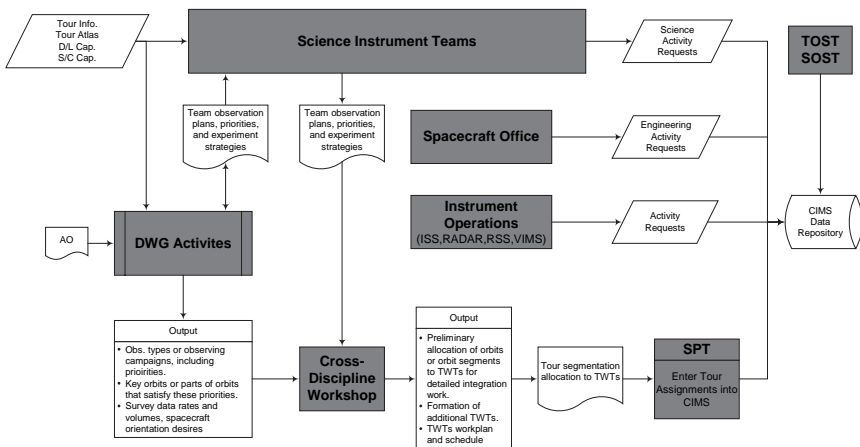 Tour Info.
Tour Atlas
D/L Cap.
S/C Cap.
Science Instrument Teams
Science
Activity
Requests
TOST
SOST
Team observation
plans, priorities,
and experiment
strategies
Team observation
plans, priorities,
and experiment
strategies
Spacecraft Office
Engineering
Activity
Requests
Instrument
Operations
(ISS,RADAR,RSS,VIMS)
Activity
Requests
CIMS
Data
Repository
AO
DWG Activites
Output
• Obs. types or observing
campaigns, including
prioirities.
• Key orbits or parts of orbits
that satisfy these priorities.
• Survey data rates and
volumes, spacecraft
orientation desires
Cross-
Discipline
Workshop
Output
• Preliminary
allocation of orbits
or orbit segments
to TWTs for
detailed integration
work.
• Formation of
additional TWTs.
• TWTs workplan
and schedule
Tour segmentation
allocation to TWTs
SPT
Enter Tour
Assignments into
CIMS